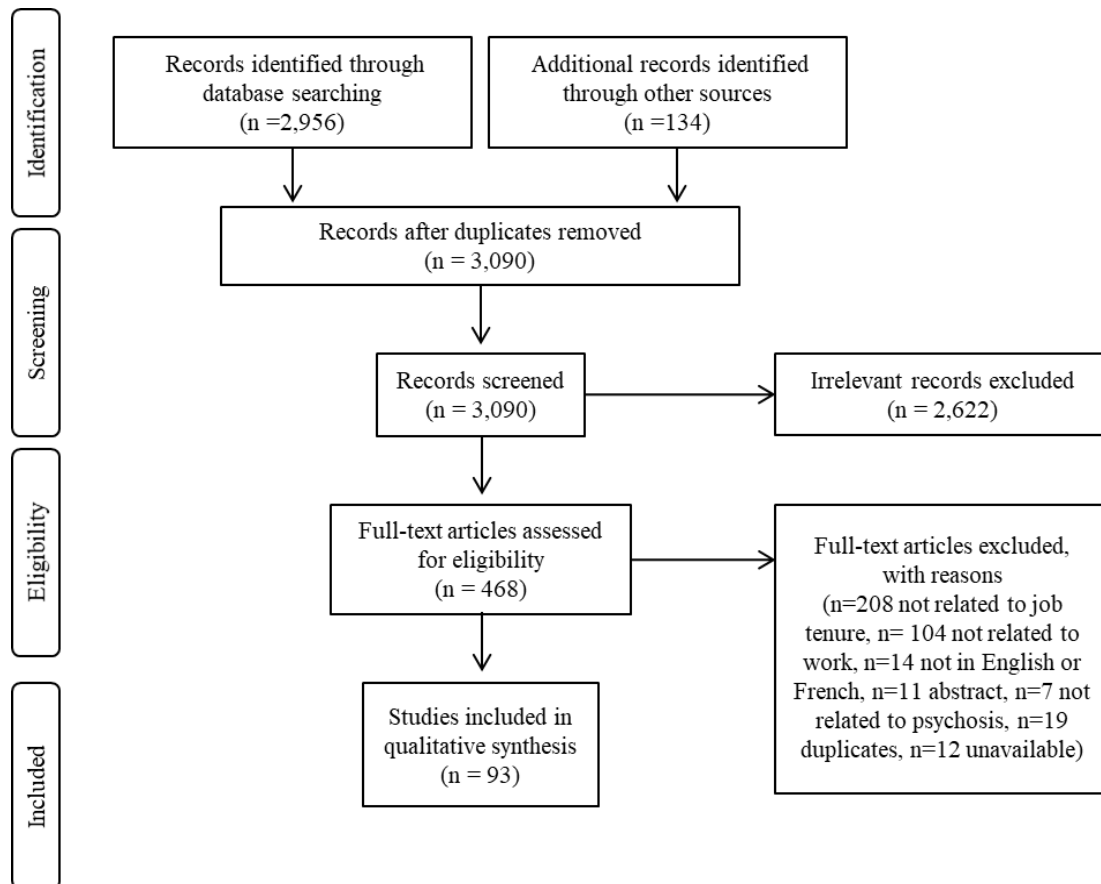 Identification
Records identified through
database searching
(n =2,956)
Additional records identified
through other sources
(n =134)
Screening
Records after duplicates removed
(n = 3,090)
Records screened
(n = 3,090)
Irrelevant records excluded
(n = 2,622)
Eligibility
Full-text articles assessed
for eligibility
(n = 468)
Full-text articles excluded,
with reasons
(n=208 not related to job
tenure, n= 104 not related to
work, n=14 not in English or
French, n=11 abstract, n=7 not
related to psychosis, n=19
duplicates, n=12 unavailable)
Included
Studies included in
qualitative synthesis
(n = 93)